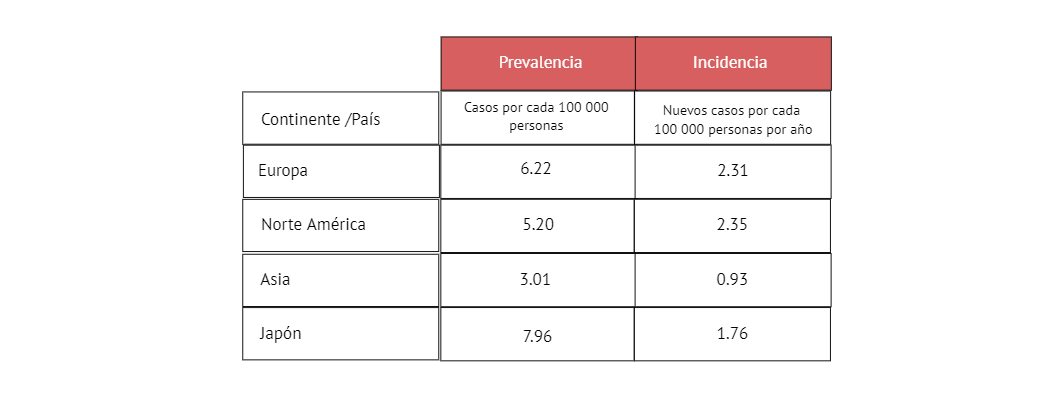 Prevalencia Incidencia
Continente /País Casos por cada 100 000 Nuevos casos por cada
personas 100 000 personas por año
Europa 6.22 2.31
Norte América 5.20 2.35
Asia 3.01 0.93
Japón 7.96 1.76